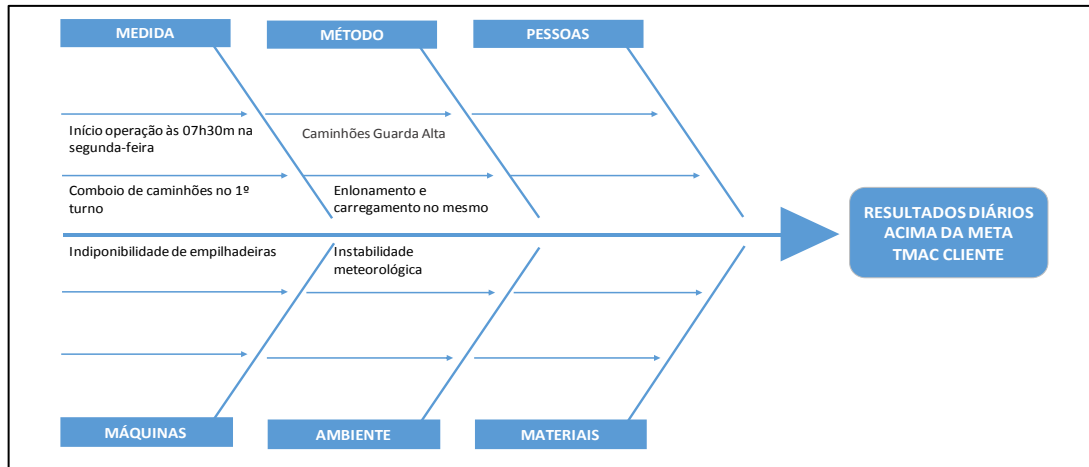 MEDIDA
MÉTODO
PESSOAS
Início operação às 07h30m na
segunda-feira
Caminhões Guarda Alta
Comboio de caminhões no 1º
turno
Enlonamento e
carregamento no mesmo
RESULTADOS DIÁRIOS
ACIMA DA META
TMAC CLIENTE
Indiponibilidade de empilhadeiras
Instabilidade
meteorológica
MÁQUINAS
AMBIENTE
MATERIAIS